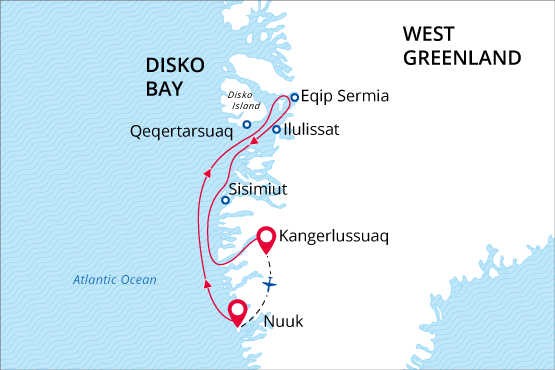 WEST
GREENLAND
DISKO
BAY
Disko
Island
Eqip Sermia
Qeqertarsuaq
Ilulissat
Sisimiut
Kangerlussuaq
Atlantic Ocean
Nuuk